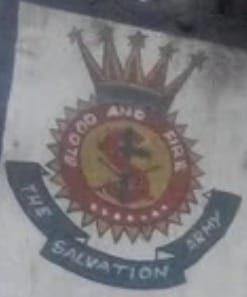 BLOOD AND FIRE
S
THE SALVATION ARMY